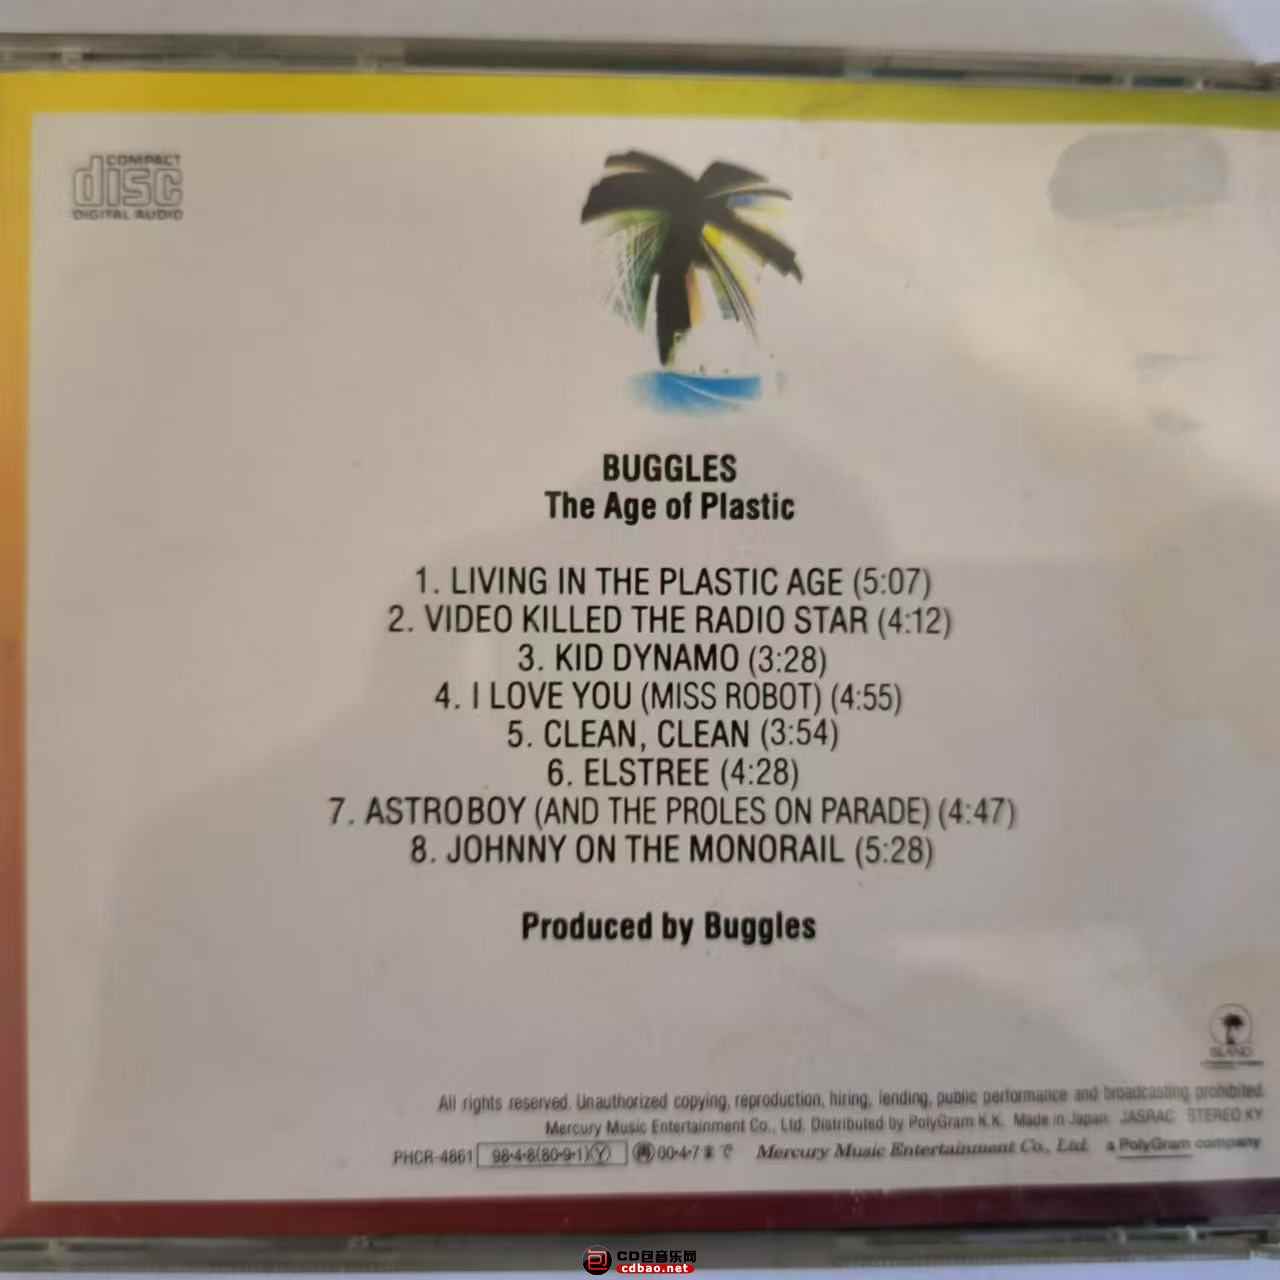 COMPACT
disc
DIGITAL AUDIO
BUGGLES
The Age of Plastic
1. LIVING IN THE PLASTIC AGE (5:07)
2. VIDEO KILLED THE RADIO STAR (4:12)
3. KID DYNAMO (3:28)
4. I LOVE YOU (MISS ROBOT) (4:55)
5. CLEAN, CLEAN (3:54)
6. ELSTREE (4:28)
7. ASTROBOY (AND THE PROLES ON PARADE) (4:47)
8. JOHNNY ON THE MONORAIL (5:28)
Produced by Buggles
ISLAND
All rights reserved. Unauthorized copying, reproduction, hiring, lending, public performance and broadcasting prohibited.
Mercury Music Entertainment Co., Ltd. Distributed by PolyGram K.K. Made in Japan. JASRAC STEREO KY
PHCR-4861 98·4·8(80·9·1)Ⓨ ㊞00·4·7まで Mercury Music Entertainment Co., Ltd. a PolyGram company
CD包音乐网
cdbao.net